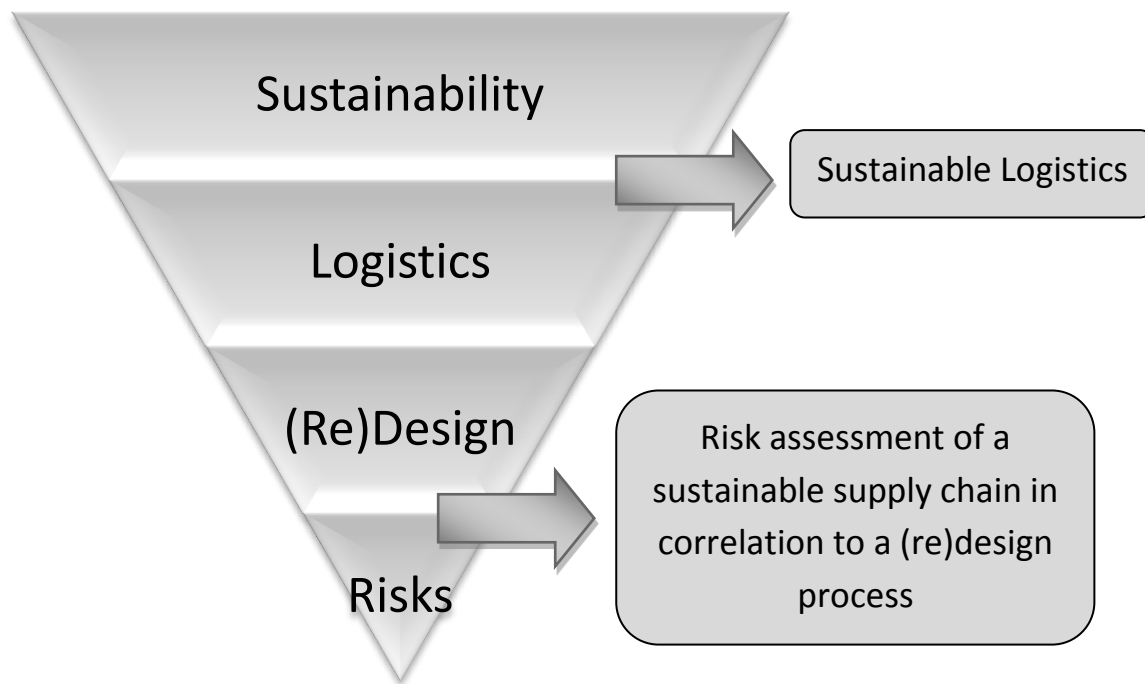 Sustainability
Sustainable Logistics
Logistics
(Re)Design
Risk assessment of a
sustainable supply chain in
correlation to a (re)design
process
Risks